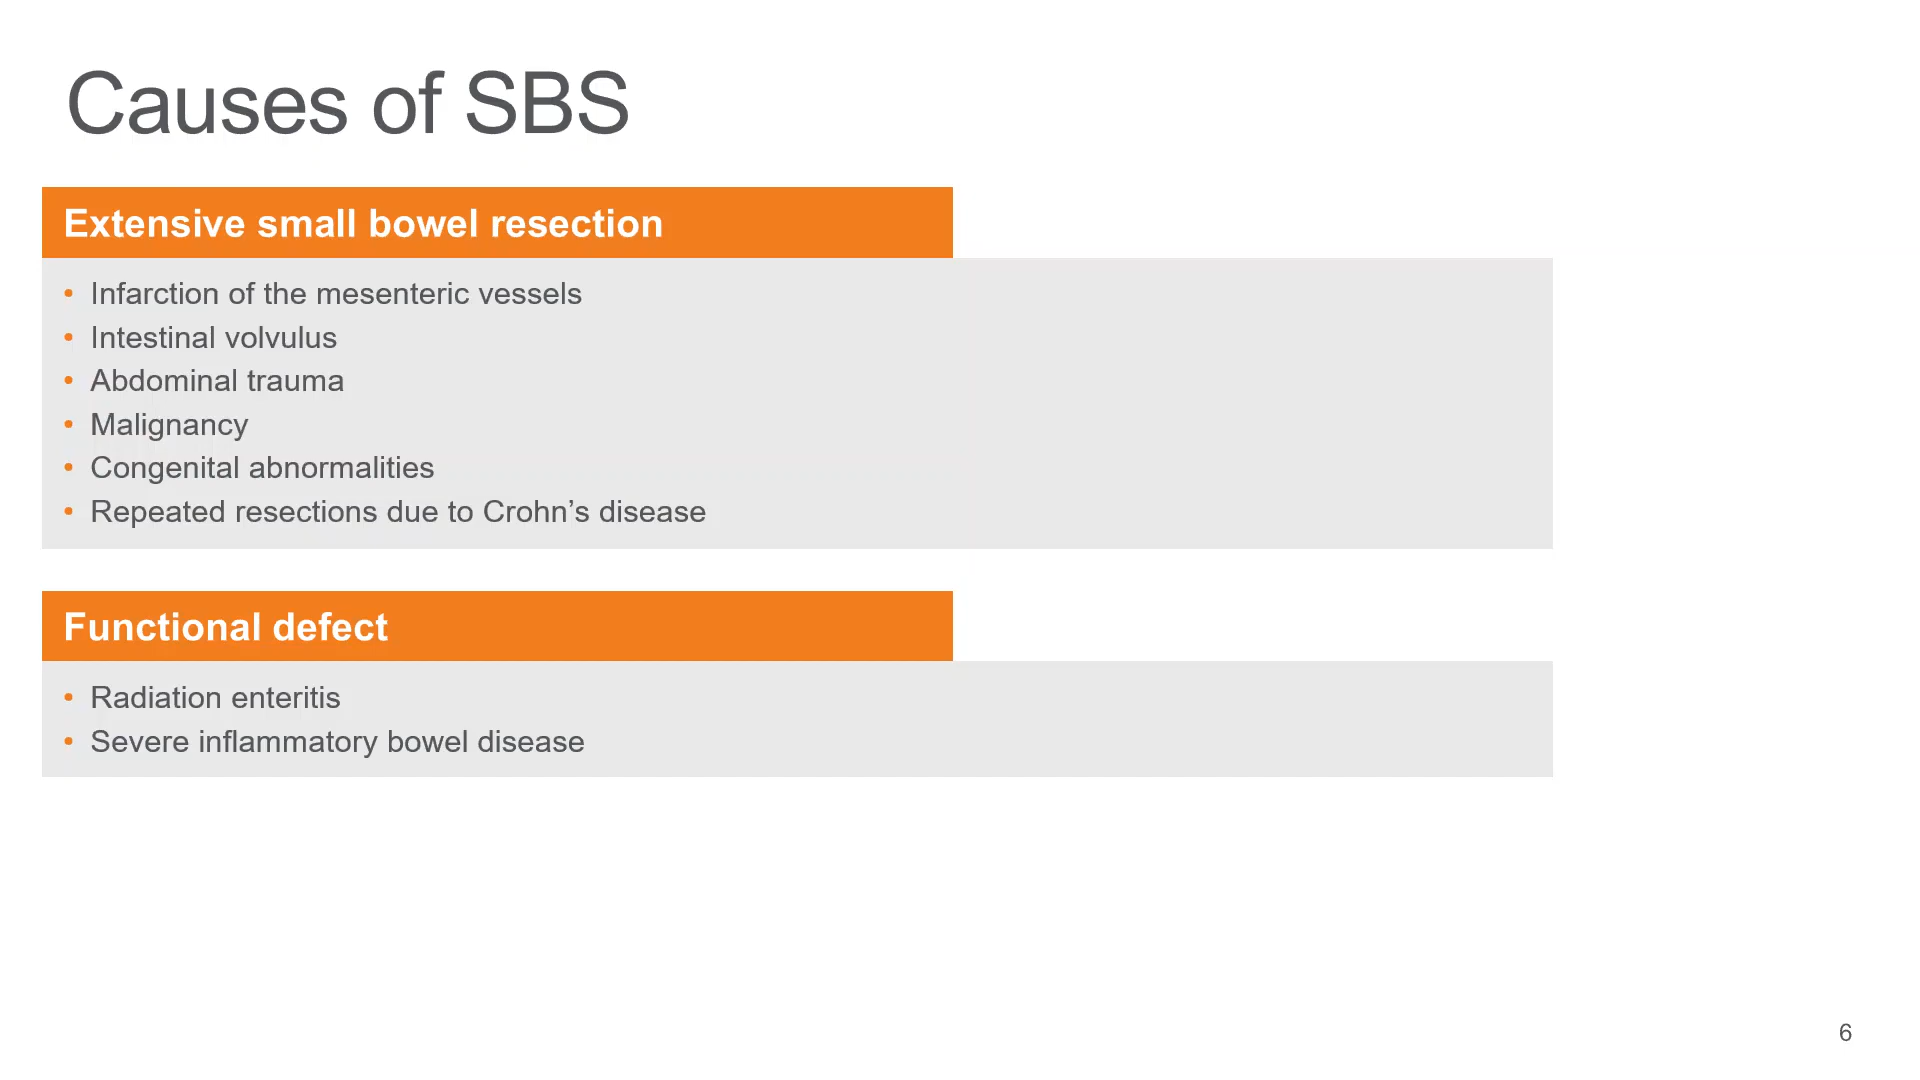 Causes of SBS
Extensive small bowel resection
• Infarction of the mesenteric vessels
• Intestinal volvulus
• Abdominal trauma
• Malignancy
• Congenital abnormalities
• Repeated resections due to Crohn’s disease
Functional defect
• Radiation enteritis
• Severe inflammatory bowel disease
6